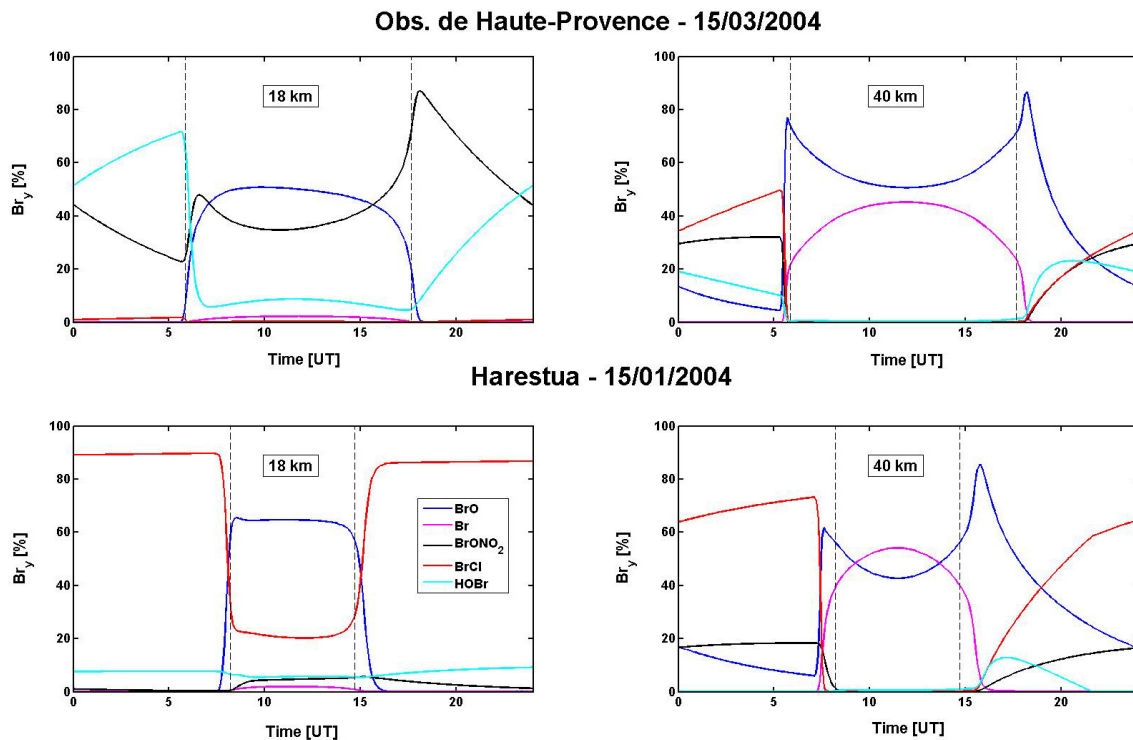 Obs. de Haute-Provence - 15/03/2004
100
80
60
40
20
0
Br_y [%]
18 km
0 5 10 15 20
Time [UT]
100
80
60
40
20
0
Br_y [%]
40 km
0 5 10 15 20
Time [UT]
Harestua - 15/01/2004
100
80
60
40
20
0
Br_y [%]
18 km
BrO
Br
BrONO_2
BrCl
HOBr
0 5 10 15 20
Time [UT]
100
80
60
40
20
0
Br_y [%]
40 km
0 5 10 15 20
Time [UT]